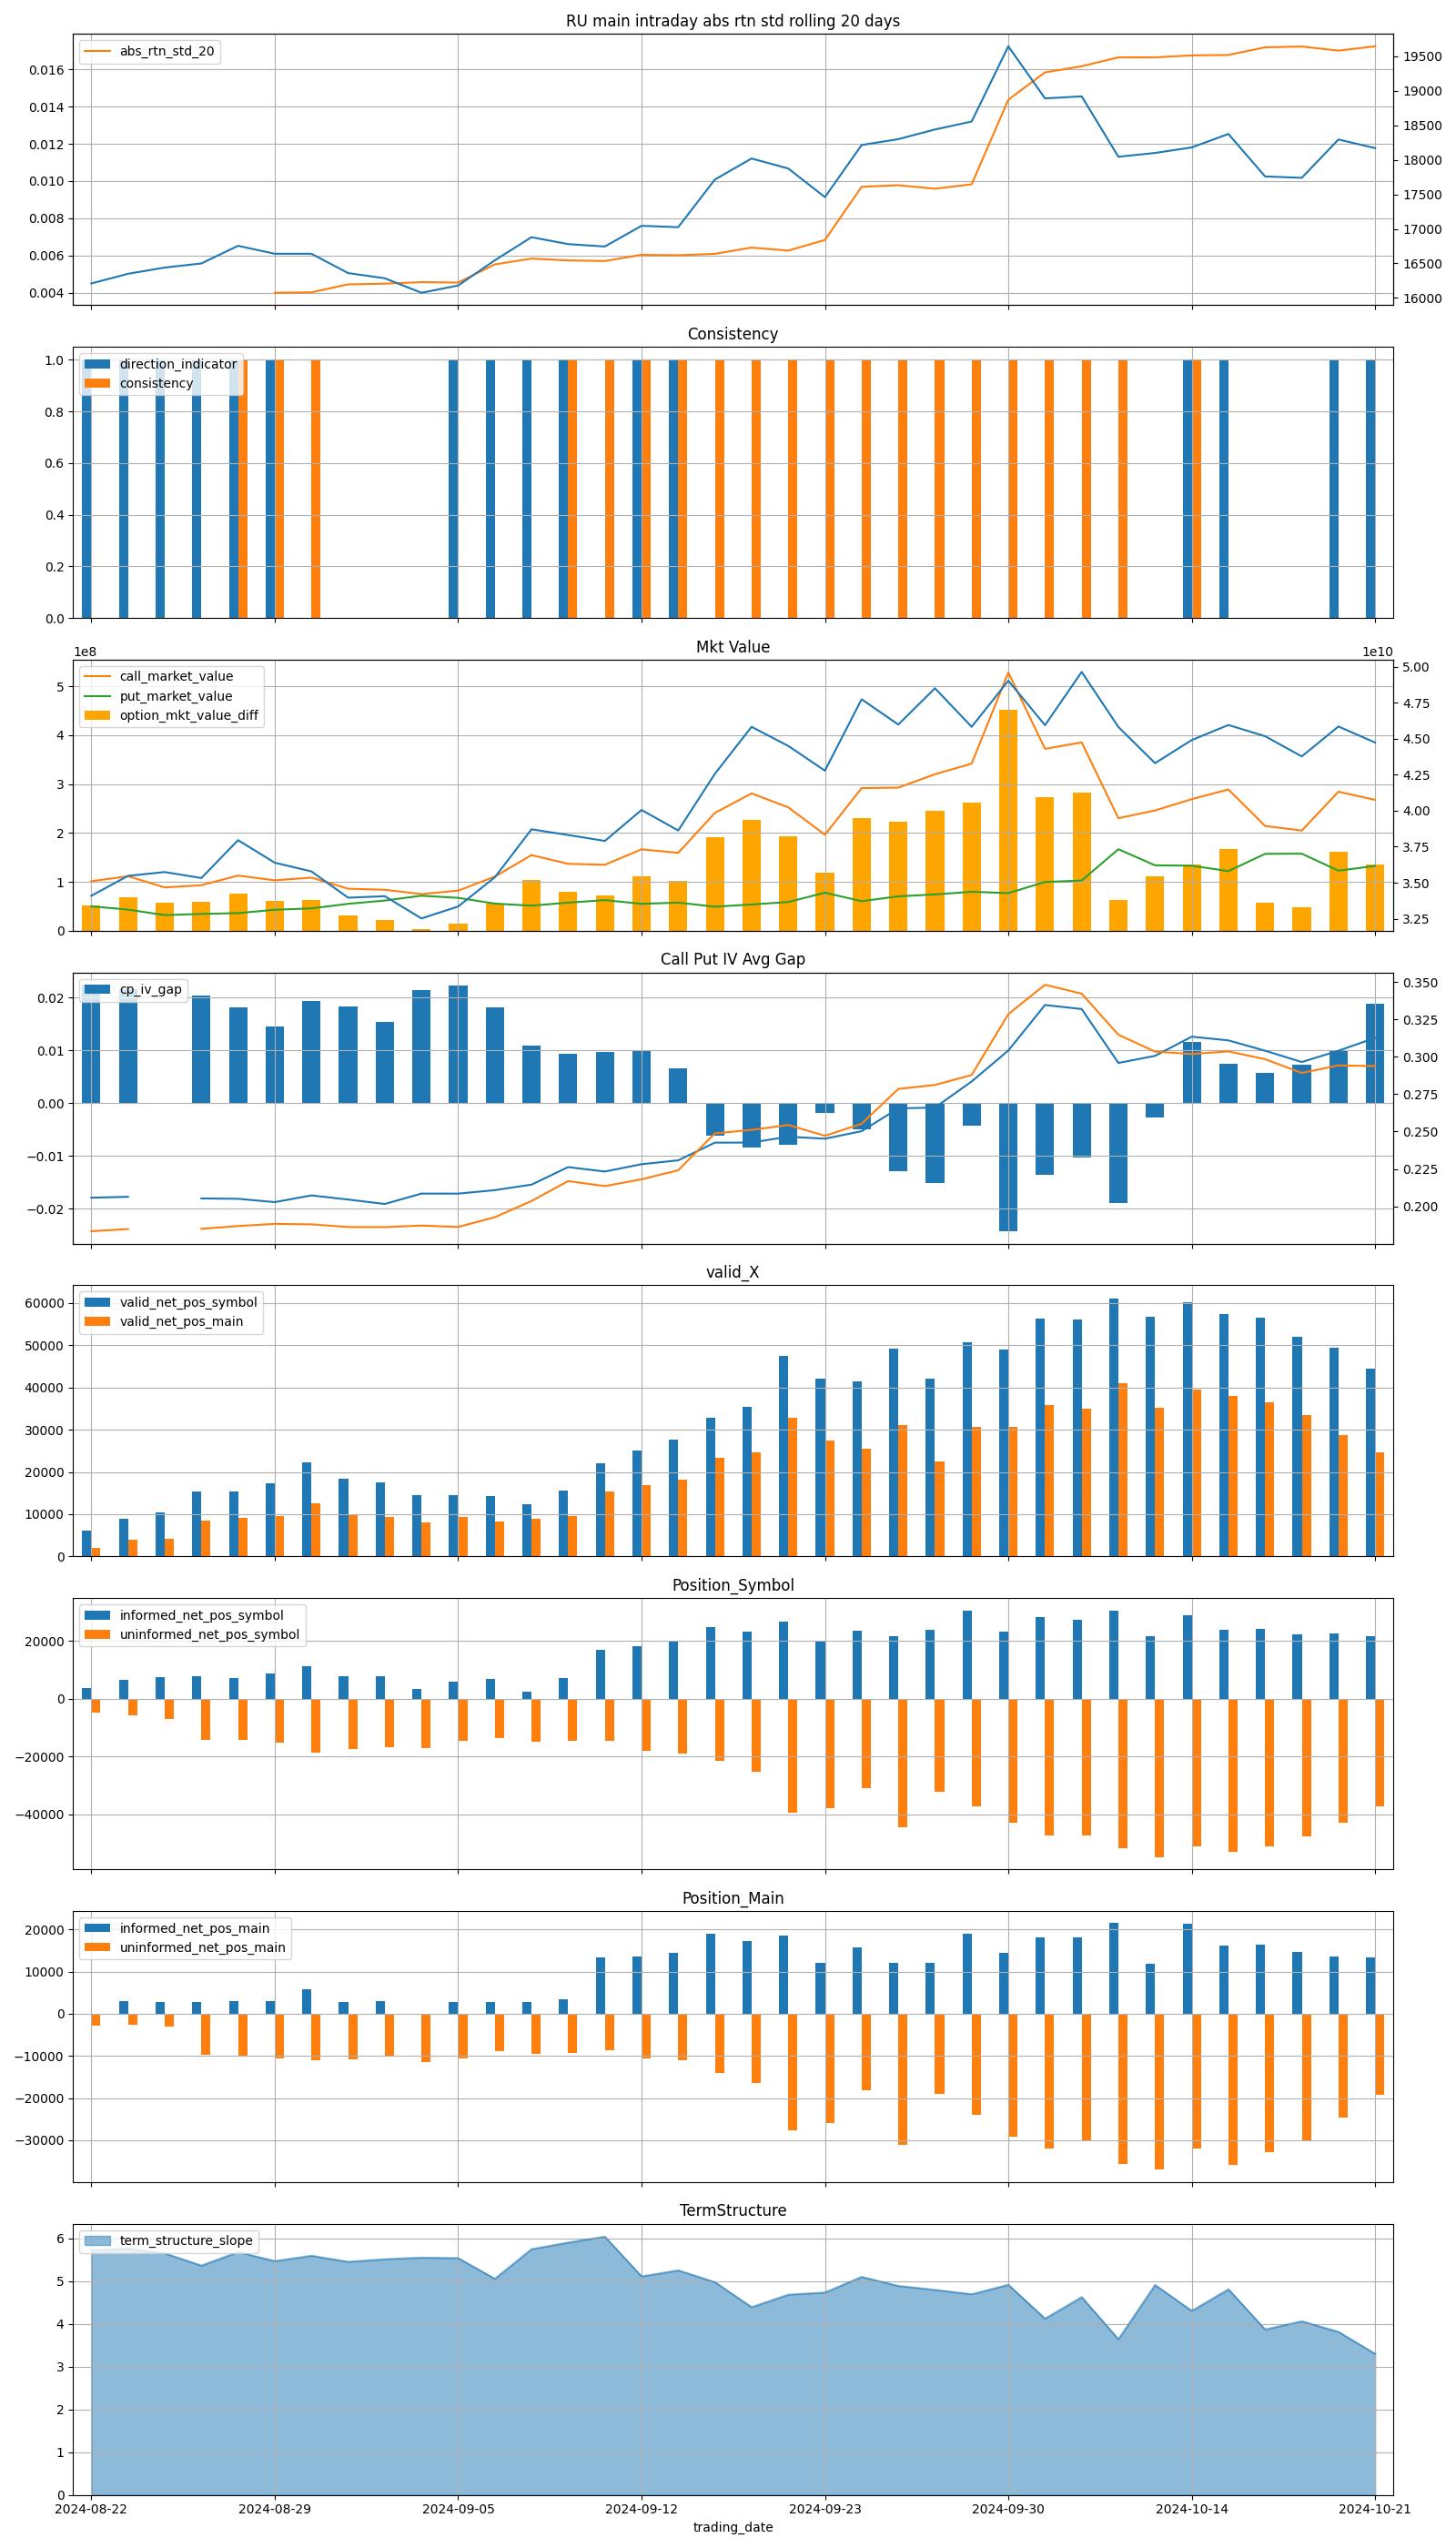 RU main intraday abs rtn std rolling 20 days
abs_rtn_std_20
0.016
0.014
0.012
0.010
0.008
0.006
0.004
19500
19000
18500
18000
17500
17000
16500
16000
Consistency
direction_indicator
consistency
1.0
0.8
0.6
0.4
0.2
0.0
Mkt Value
1e8
1e10
call_market_value
put_market_value
option_mkt_value_diff
5
4
3
2
1
0
5.00
4.75
4.50
4.25
4.00
3.75
3.50
3.25
Call Put IV Avg Gap
cp_iv_gap
0.02
0.01
0.00
−0.01
−0.02
0.350
0.325
0.300
0.275
0.250
0.225
0.200
valid_X
valid_net_pos_symbol
valid_net_pos_main
60000
50000
40000
30000
20000
10000
0
Position_Symbol
informed_net_pos_symbol
uninformed_net_pos_symbol
20000
0
−20000
−40000
Position_Main
informed_net_pos_main
uninformed_net_pos_main
20000
10000
0
−10000
−20000
−30000
TermStructure
term_structure_slope
6
5
4
3
2
1
0
2024-08-22 2024-08-29 2024-09-05 2024-09-12 2024-09-23 2024-09-30 2024-10-14 2024-10-21
trading_date